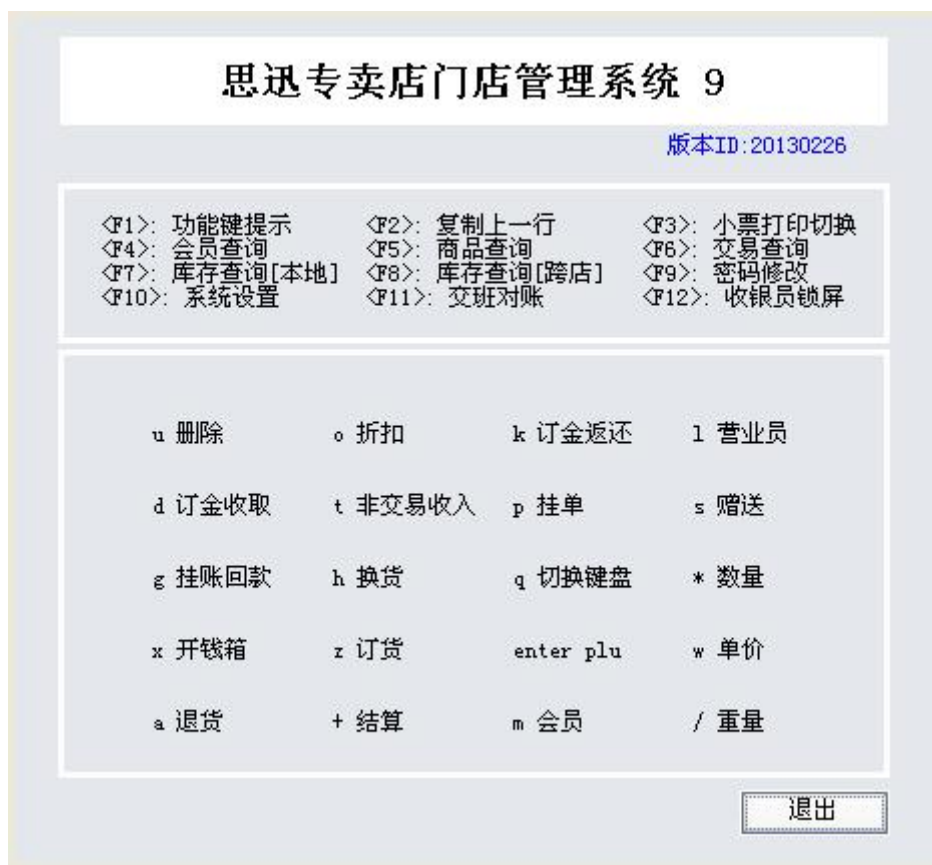 思迅专卖店门店管理系统 9
版本ID:20130226
<F1>: 功能键提示 <F2>: 复制上一行 <F3>: 小票打印切换
<F4>: 会员查询 <F5>: 商品查询 <F6>: 交易查询
<F7>: 库存查询[本地] <F8>: 库存查询[跨店] <F9>: 密码修改
<F10>: 系统设置 <F11>: 交班对账 <F12>: 收银员锁屏
u 删除 o 折扣 k 订金返还 l 营业员
d 订金收取 t 非交易收入 p 挂单 s 赠送
g 挂账回款 h 换货 q 切换键盘 * 数量
x 开钱箱 z 订货 enter plu w 单价
a 退货 + 结算 m 会员 / 重量
退出